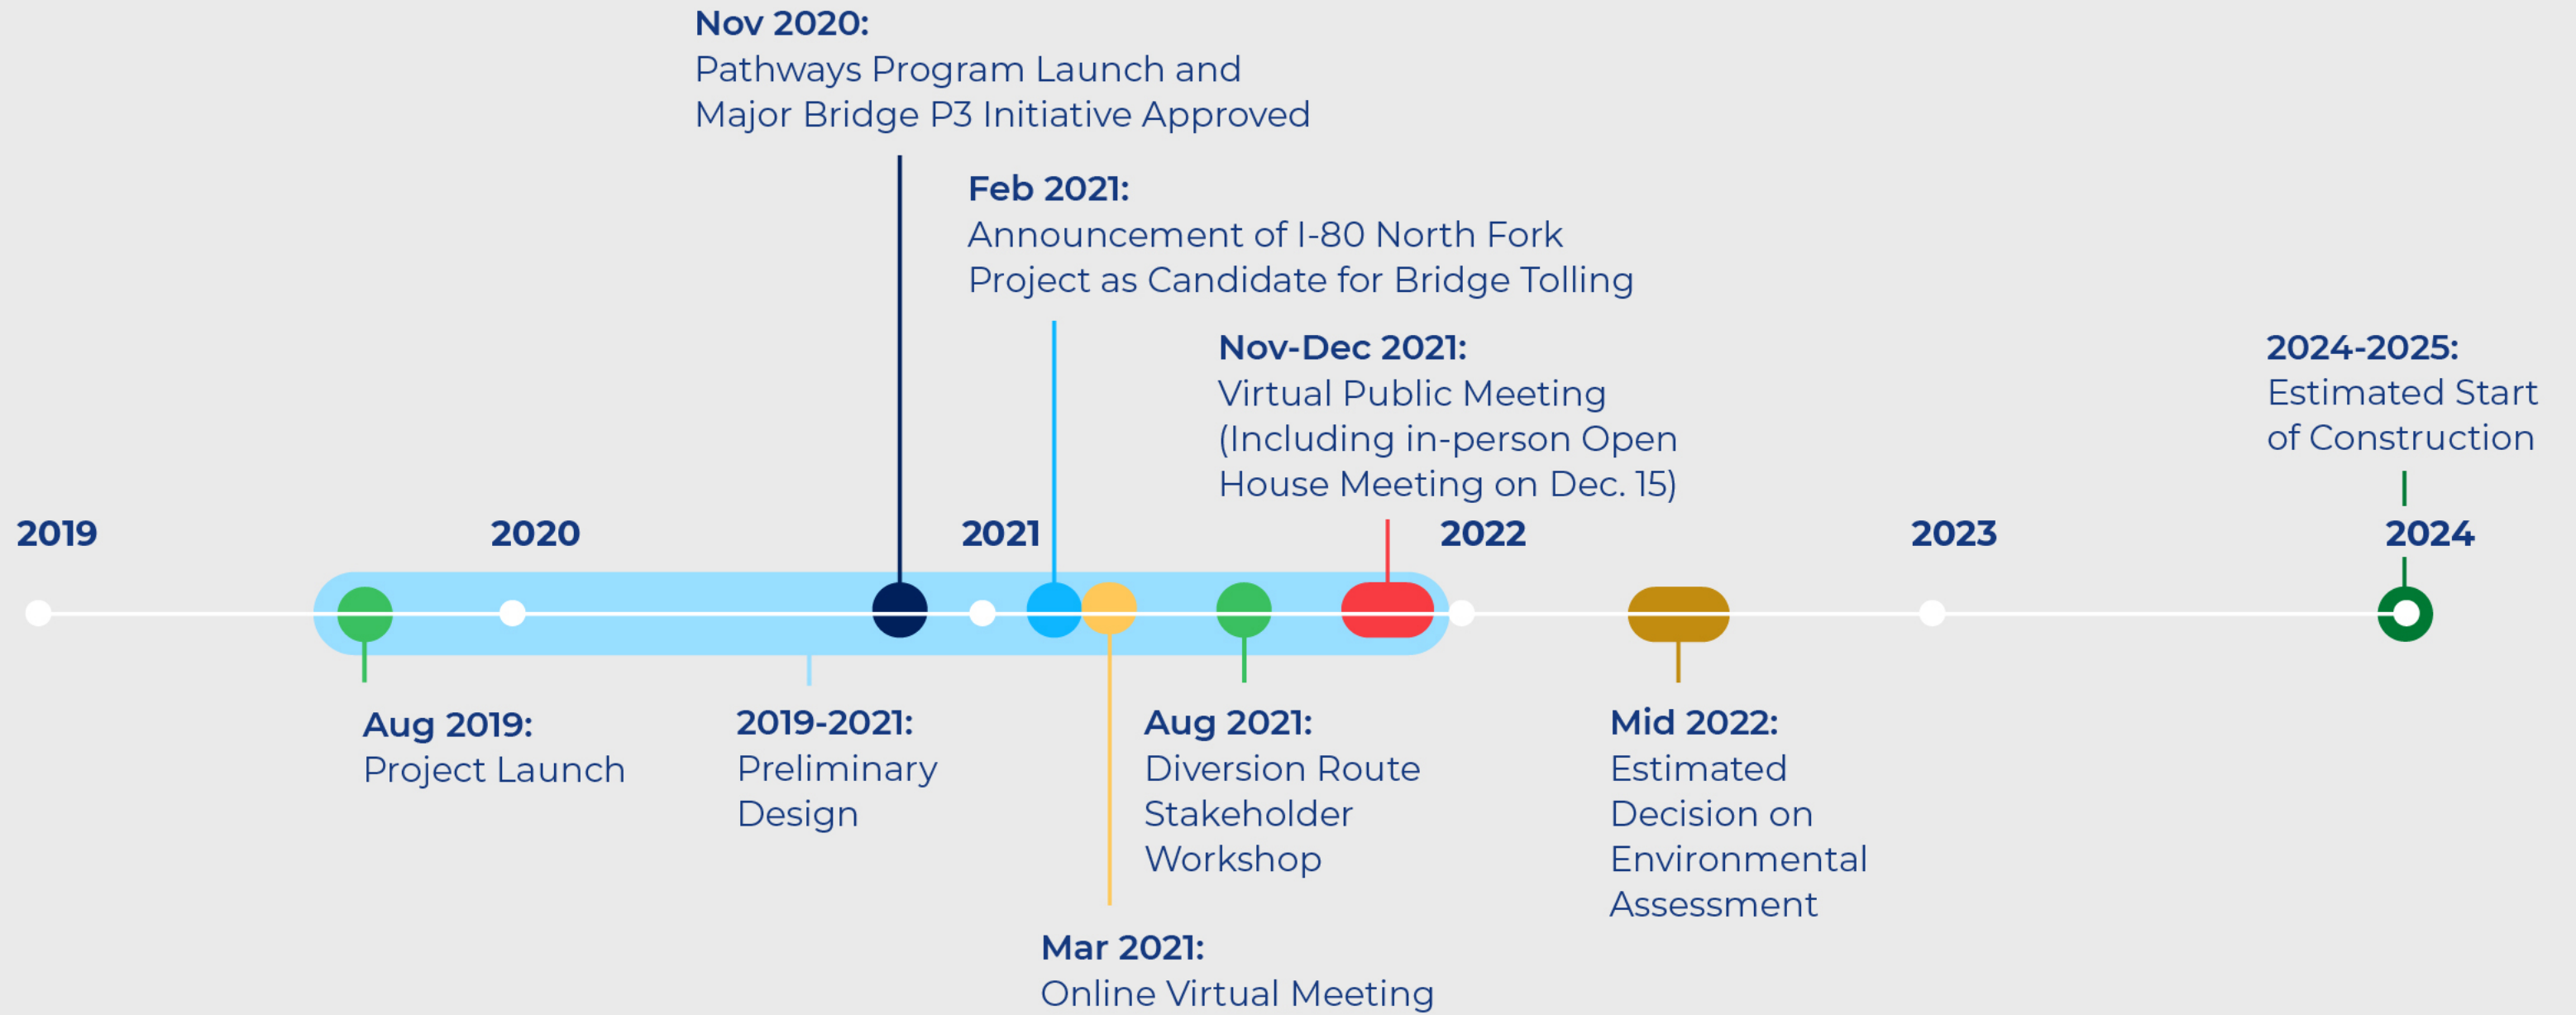 Nov 2020:
Pathways Program Launch and
Major Bridge P3 Initiative Approved
Feb 2021:
Announcement of I-80 North Fork
Project as Candidate for Bridge Tolling
Nov-Dec 2021:
Virtual Public Meeting
(Including in-person Open
House Meeting on Dec. 15)
2024-2025:
Estimated Start
of Construction
2019
2020
2021
2022
2023
2024
Aug 2019:
Project Launch
2019-2021:
Preliminary
Design
Aug 2021:
Diversion Route
Stakeholder
Workshop
Mid 2022:
Estimated
Decision on
Environmental
Assessment
Mar 2021:
Online Virtual Meeting